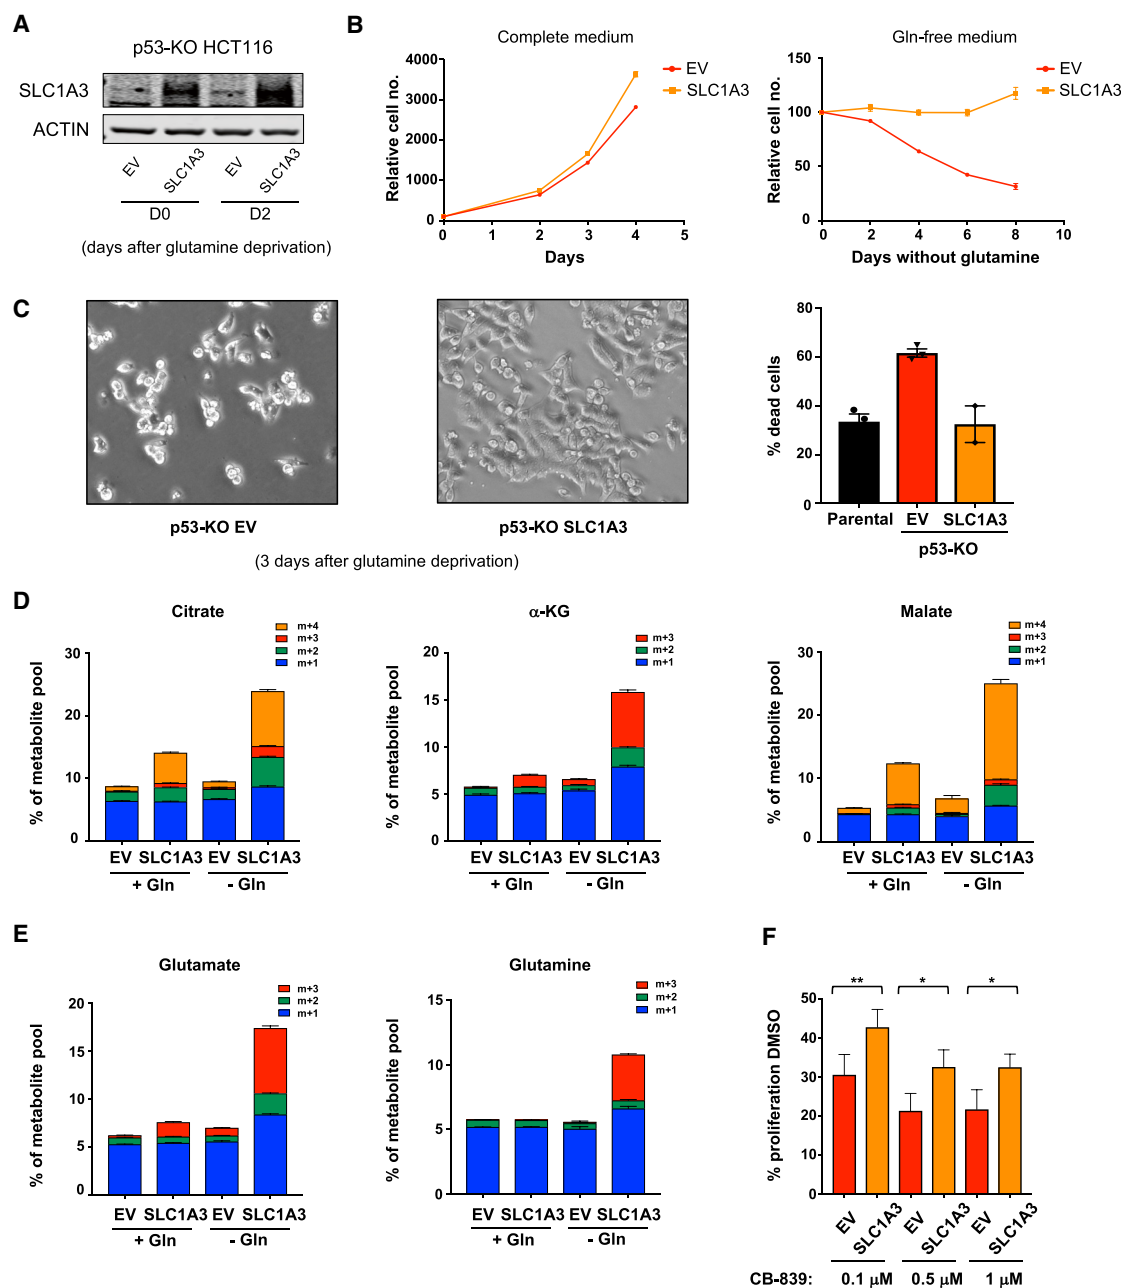 A
p53-KO HCT116
SLC1A3
ACTIN
EV
SLC1A3
EV
SLC1A3
D0
D2
(days after glutamine deprivation)
B
Complete medium
Relative cell no.
4000
3000
2000
1000
0
0 1 2 3 4 5
Days
EV
SLC1A3
Gln-free medium
Relative cell no.
150
100
50
0
0 2 4 6 8 10
Days without glutamine
EV
SLC1A3
C
p53-KO EV
p53-KO SLC1A3
(3 days after glutamine deprivation)
% dead cells
80
60
40
20
0
Parental EV SLC1A3
p53-KO
D
Citrate
m+4
m+3
m+2
m+1
% of metabolite pool
30
20
10
0
EV SLC1A3 EV SLC1A3
+ Gln - Gln
α-KG
m+3
m+2
m+1
% of metabolite pool
20
15
10
5
0
EV SLC1A3 EV SLC1A3
+ Gln - Gln
Malate
m+4
m+3
m+2
m+1
% of metabolite pool
30
20
10
0
EV SLC1A3 EV SLC1A3
+ Gln - Gln
E
Glutamate
m+3
m+2
m+1
% of metabolite pool
20
15
10
5
0
EV SLC1A3 EV SLC1A3
+ Gln - Gln
Glutamine
m+3
m+2
m+1
% of metabolite pool
15
10
5
0
EV SLC1A3 EV SLC1A3
+ Gln - Gln
F
** * *
% proliferation DMSO
50
40
30
20
10
0
EV
SLC1A3
EV
SLC1A3
EV
SLC1A3
CB-839: 0.1 μM 0.5 μM 1 μM